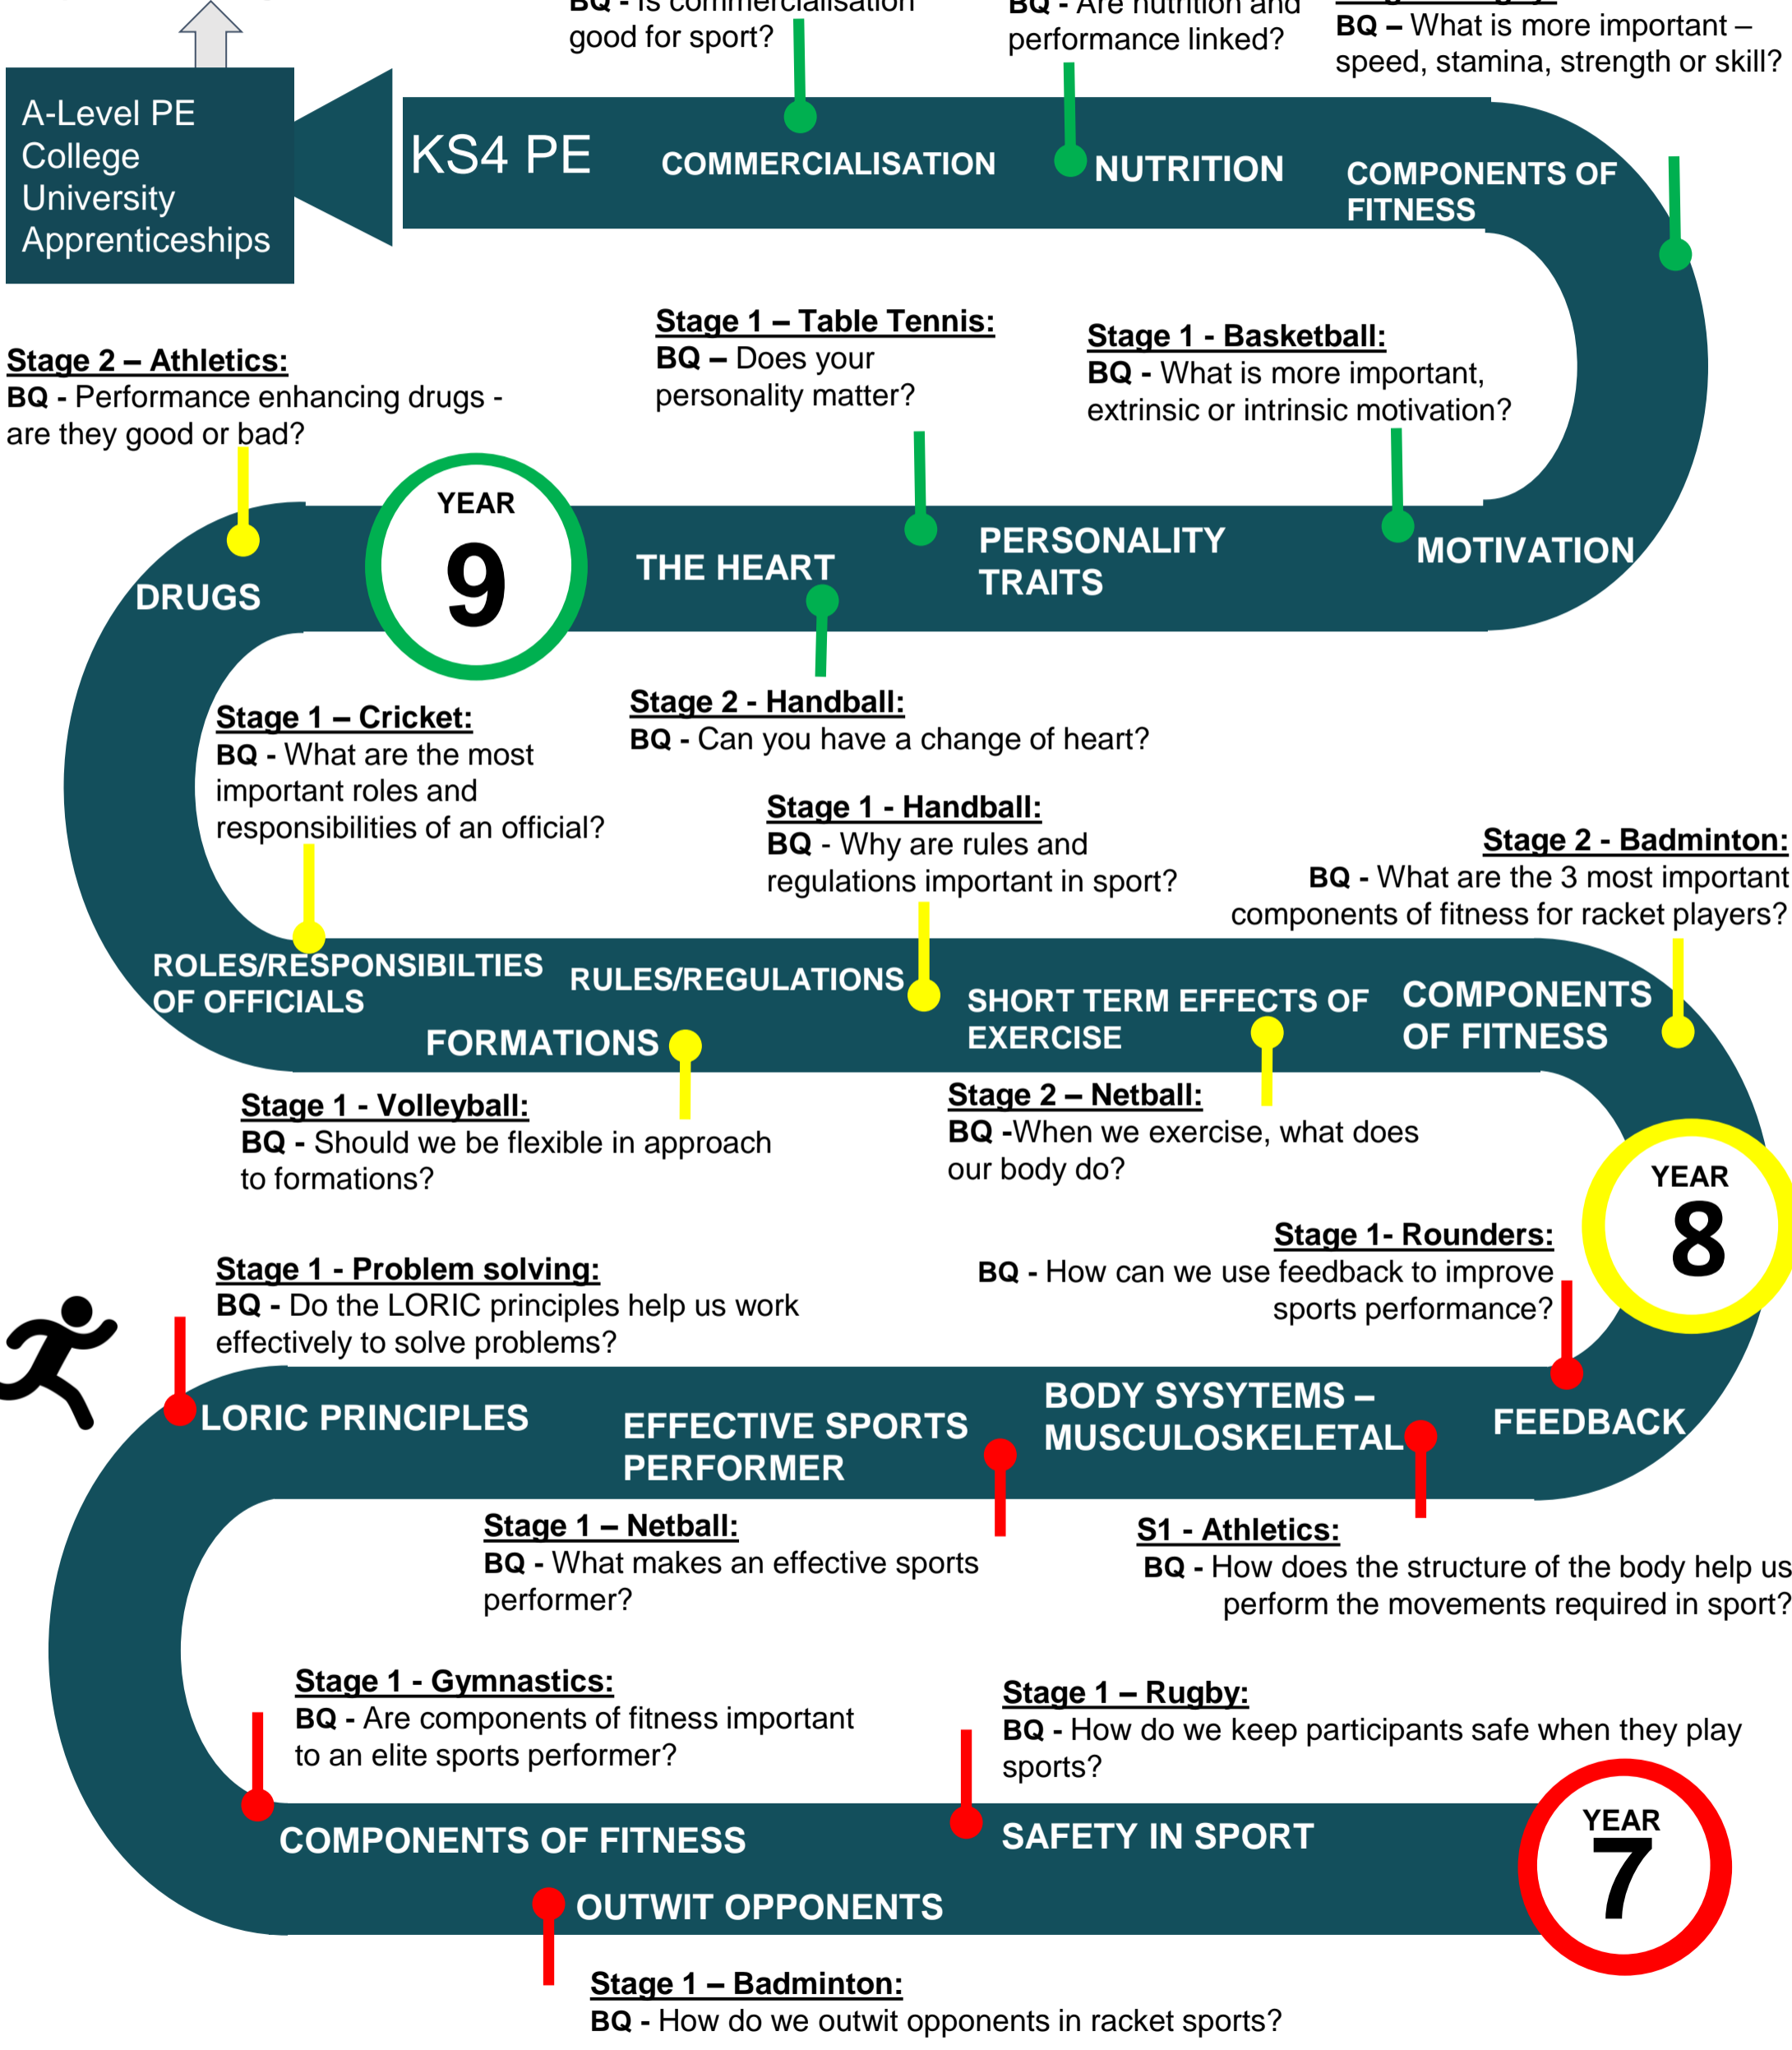 BQ - Is commercialisation
good for sport?
BQ - Are nutrition and
performance linked?
BQ – What is more important –
speed, stamina, strength or skill?
A-Level PE
College
University
Apprenticeships
KS4 PE
COMMERCIALISATION
NUTRITION
COMPONENTS OF
FITNESS
Stage 2 – Athletics:
BQ - Performance enhancing drugs -
are they good or bad?
Stage 1 – Table Tennis:
BQ – Does your
personality matter?
Stage 1 - Basketball:
BQ - What is more important,
extrinsic or intrinsic motivation?
DRUGS
YEAR
9
THE HEART
PERSONALITY
TRAITS
MOTIVATION
Stage 1 – Cricket:
BQ - What are the most
important roles and
responsibilities of an official?
Stage 2 - Handball:
BQ - Can you have a change of heart?
Stage 1 - Handball:
BQ - Why are rules and
regulations important in sport?
Stage 2 - Badminton:
BQ - What are the 3 most important
components of fitness for racket players?
ROLES/RESPONSIBILTIES
OF OFFICIALS
FORMATIONS
RULES/REGULATIONS
SHORT TERM EFFECTS OF
EXERCISE
COMPONENTS
OF FITNESS
Stage 1 - Volleyball:
BQ - Should we be flexible in approach
to formations?
Stage 2 – Netball:
BQ -When we exercise, what does
our body do?
YEAR
8
Stage 1 - Problem solving:
BQ - Do the LORIC principles help us work
effectively to solve problems?
Stage 1- Rounders:
BQ - How can we use feedback to improve
sports performance?
LORIC PRINCIPLES
EFFECTIVE SPORTS
PERFORMER
BODY SYSYTEMS –
MUSCULOSKELETAL
FEEDBACK
Stage 1 – Netball:
BQ - What makes an effective sports
performer?
S1 - Athletics:
BQ - How does the structure of the body help us
perform the movements required in sport?
Stage 1 - Gymnastics:
BQ - Are components of fitness important
to an elite sports performer?
Stage 1 – Rugby:
BQ - How do we keep participants safe when they play
sports?
COMPONENTS OF FITNESS
SAFETY IN SPORT
YEAR
7
OUTWIT OPPONENTS
Stage 1 – Badminton:
BQ - How do we outwit opponents in racket sports?